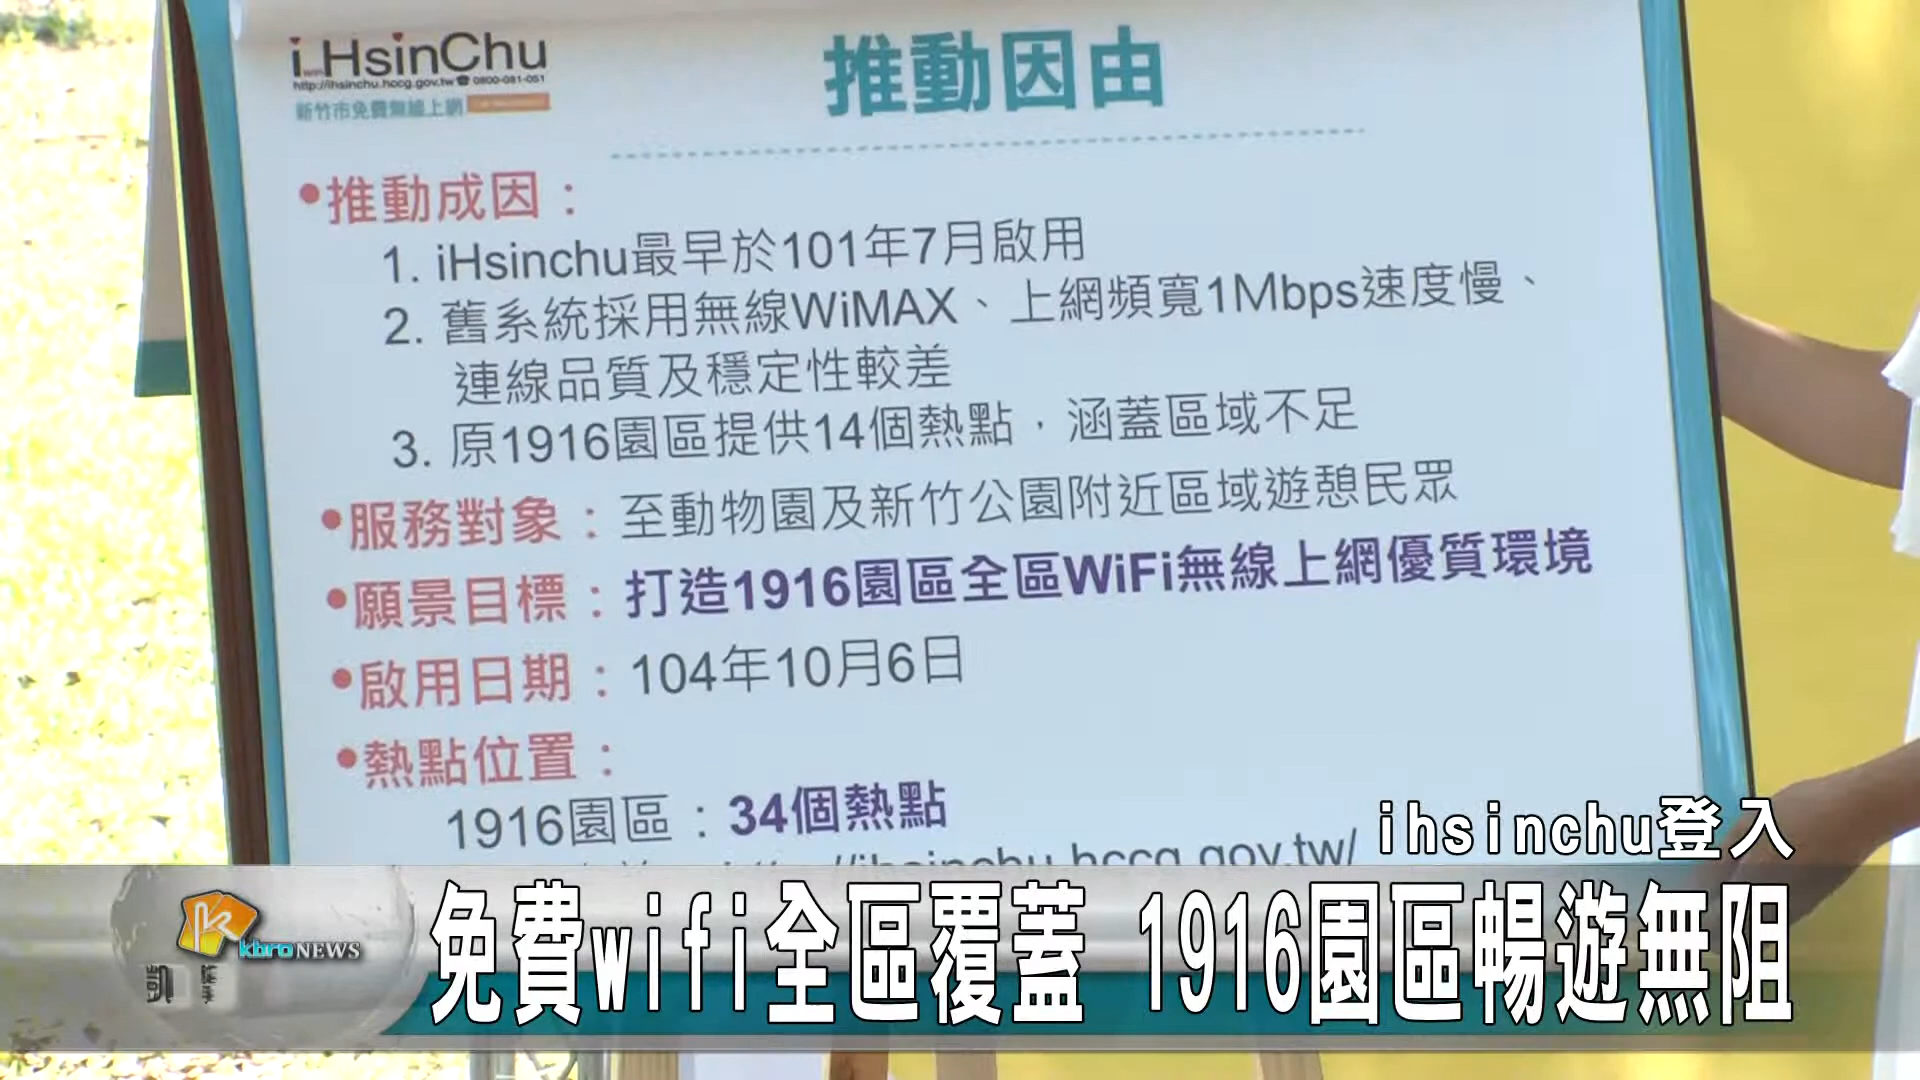 i HsinChu
http://ihsinchu.hccg.gov.tw ☎ 0800-081-051
新竹市免費無線上網
推動因由
•推動成因：
1. iHsinchu最早於101年7月啟用
2. 舊系統採用無線WiMAX、上網頻寬1Mbps速度慢、
連線品質及穩定性較差
3. 原1916園區提供14個熱點，涵蓋區域不足
•服務對象：至動物園及新竹公園附近區域遊憩民眾
•願景目標：打造1916園區全區WiFi無線上網優質環境
•啟用日期：104年10月6日
•熱點位置：
1916園區：34個熱點
http://ihsinchu.hccg.gov.tw/
ihsinchu登入
免費wifi全區覆蓋 1916園區暢遊無阻
kbro NEWS
凱